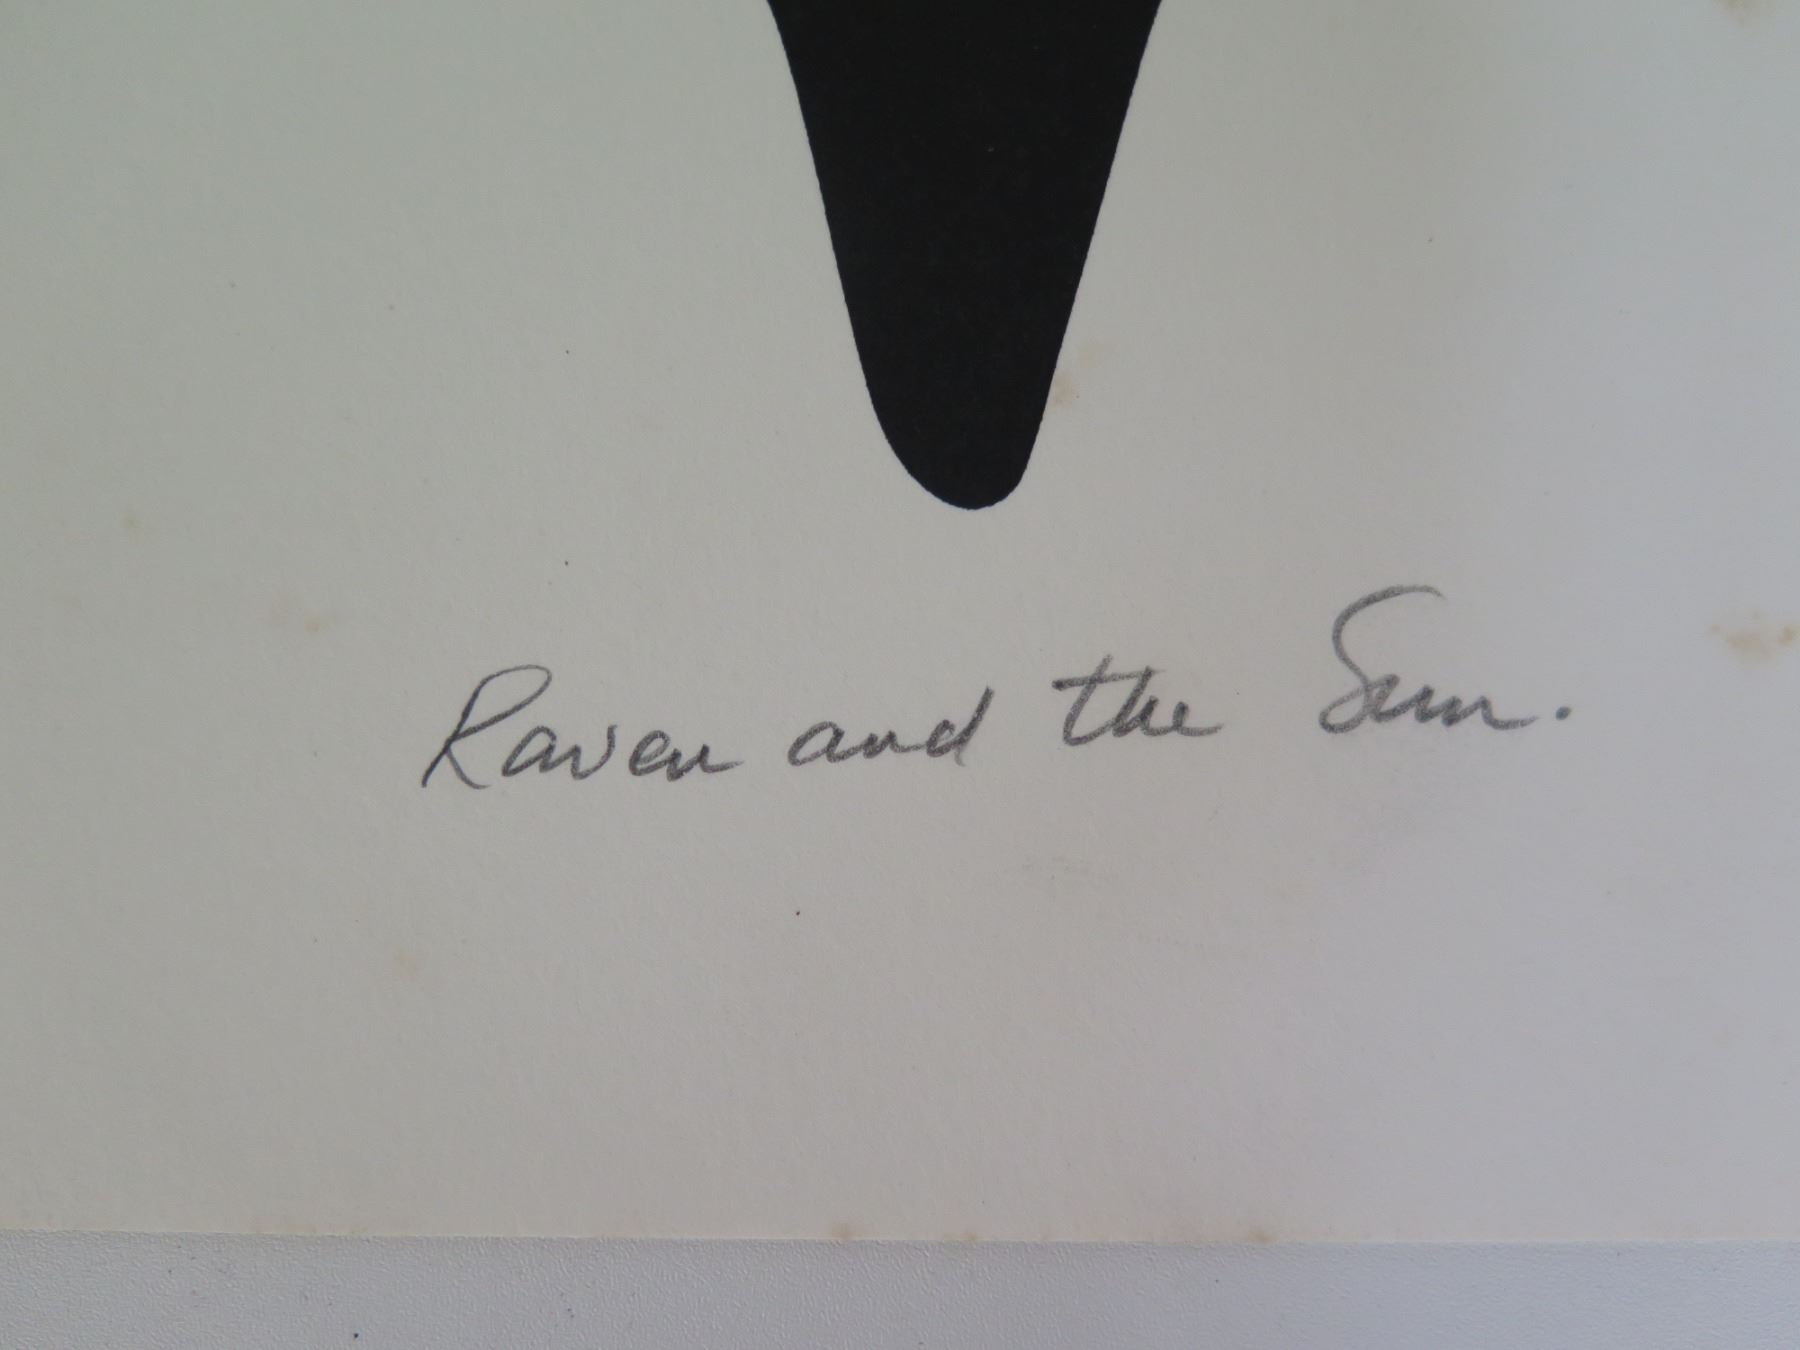 Raven and the Sun.